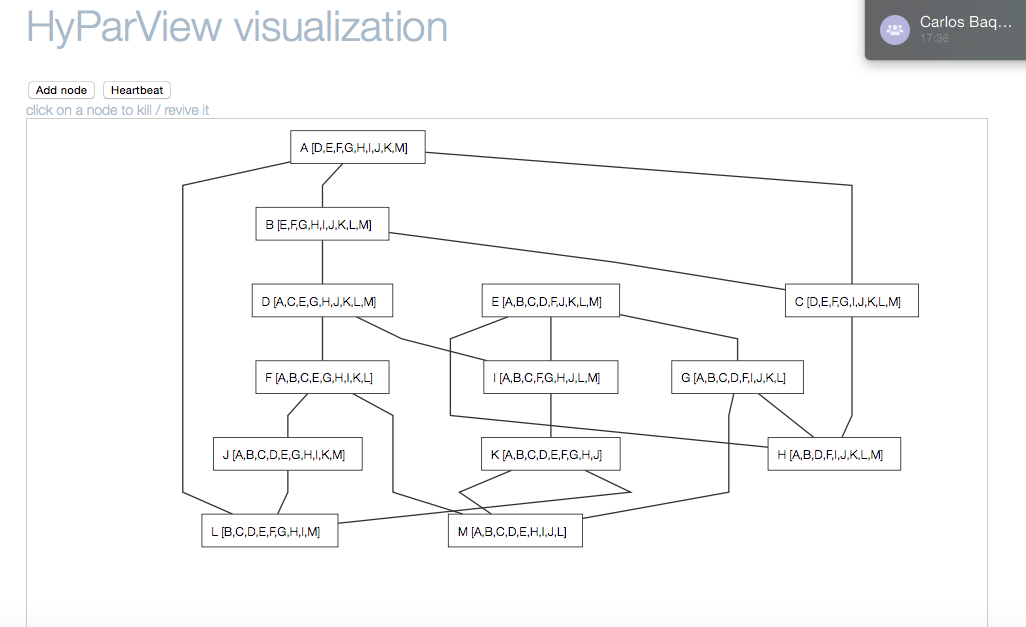 HyParView visualization
Carlos Baq...
17:36
Add node Heartbeat
click on a node to kill / revive it
A [D,E,F,G,H,I,J,K,M]
B [E,F,G,H,I,J,K,L,M]
D [A,C,E,G,H,J,K,L,M] E [A,B,C,D,F,J,K,L,M] C [D,E,F,G,I,J,K,L,M]
F [A,B,C,E,G,H,I,K,L] I [A,B,C,F,G,H,J,L,M] G [A,B,C,D,F,I,J,K,L]
J [A,B,C,D,E,G,H,I,K,M] K [A,B,C,D,E,F,G,H,J] H [A,B,D,F,I,J,K,L,M]
L [B,C,D,E,F,G,H,I,M] M [A,B,C,D,E,H,I,J,L]